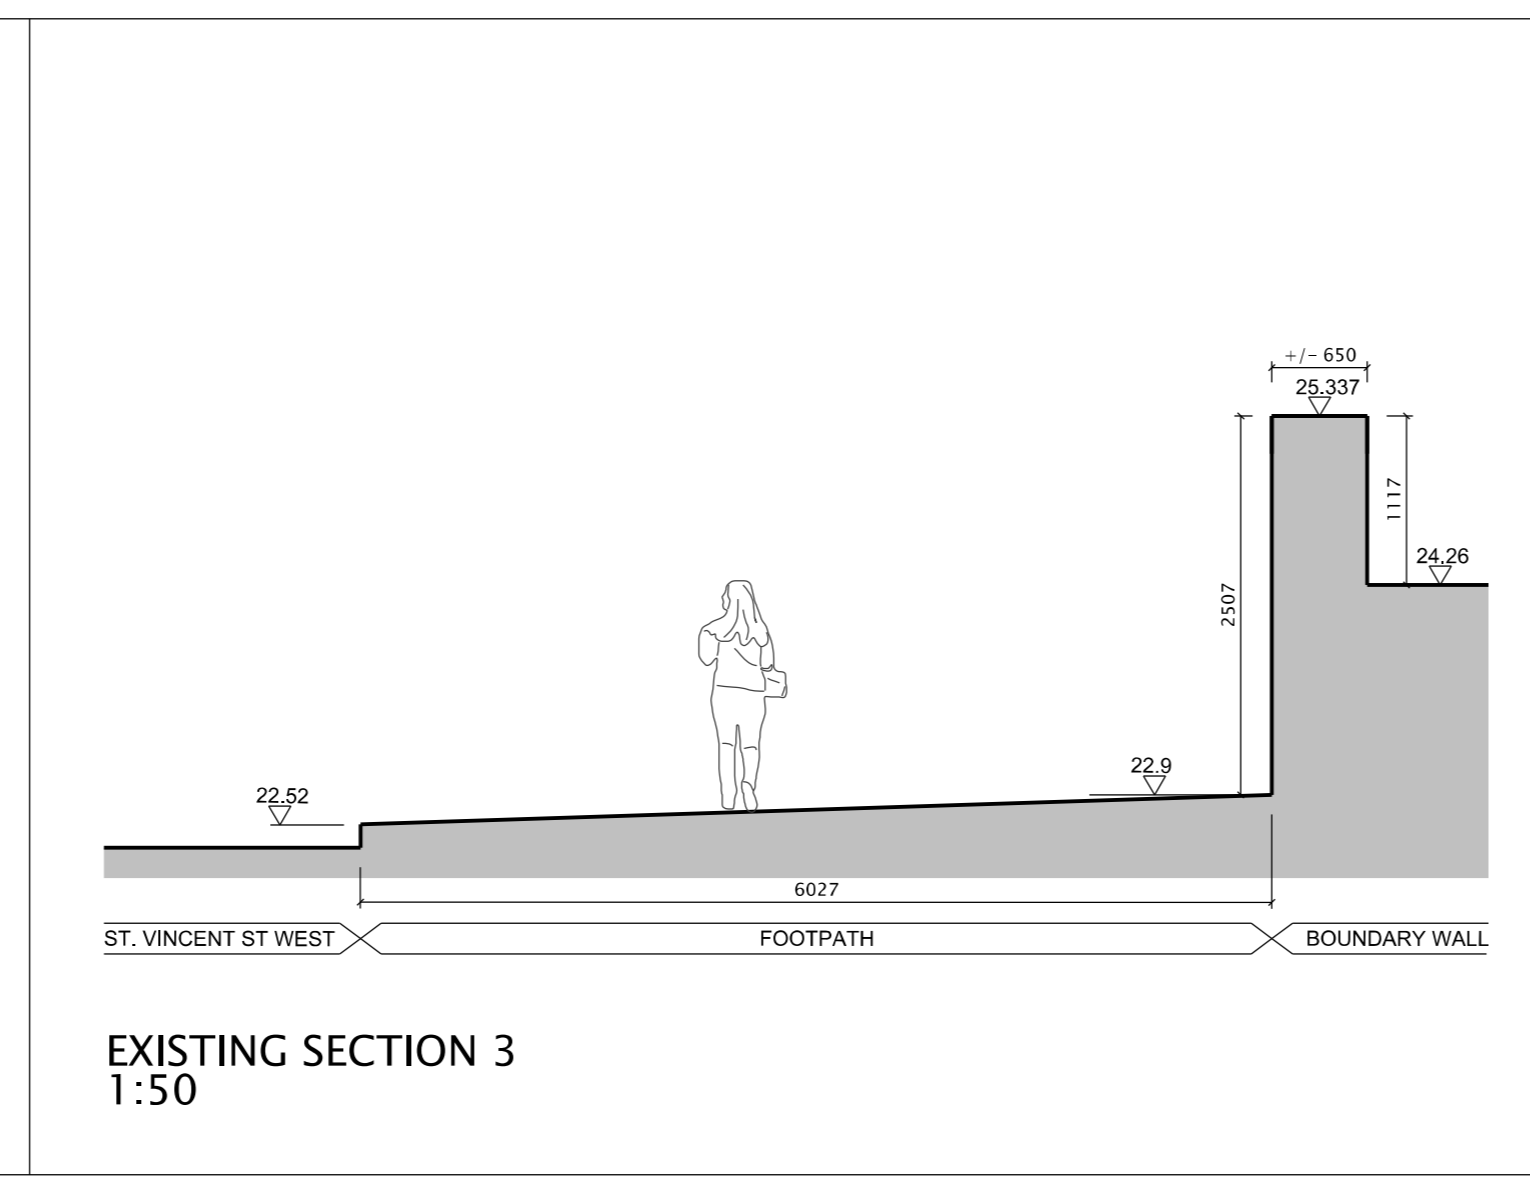 +/- 650
25.337
1117
24.26
2507
22.9
22.52
6027
ST. VINCENT ST WEST
FOOTPATH
BOUNDARY WALL
EXISTING SECTION 3
1:50